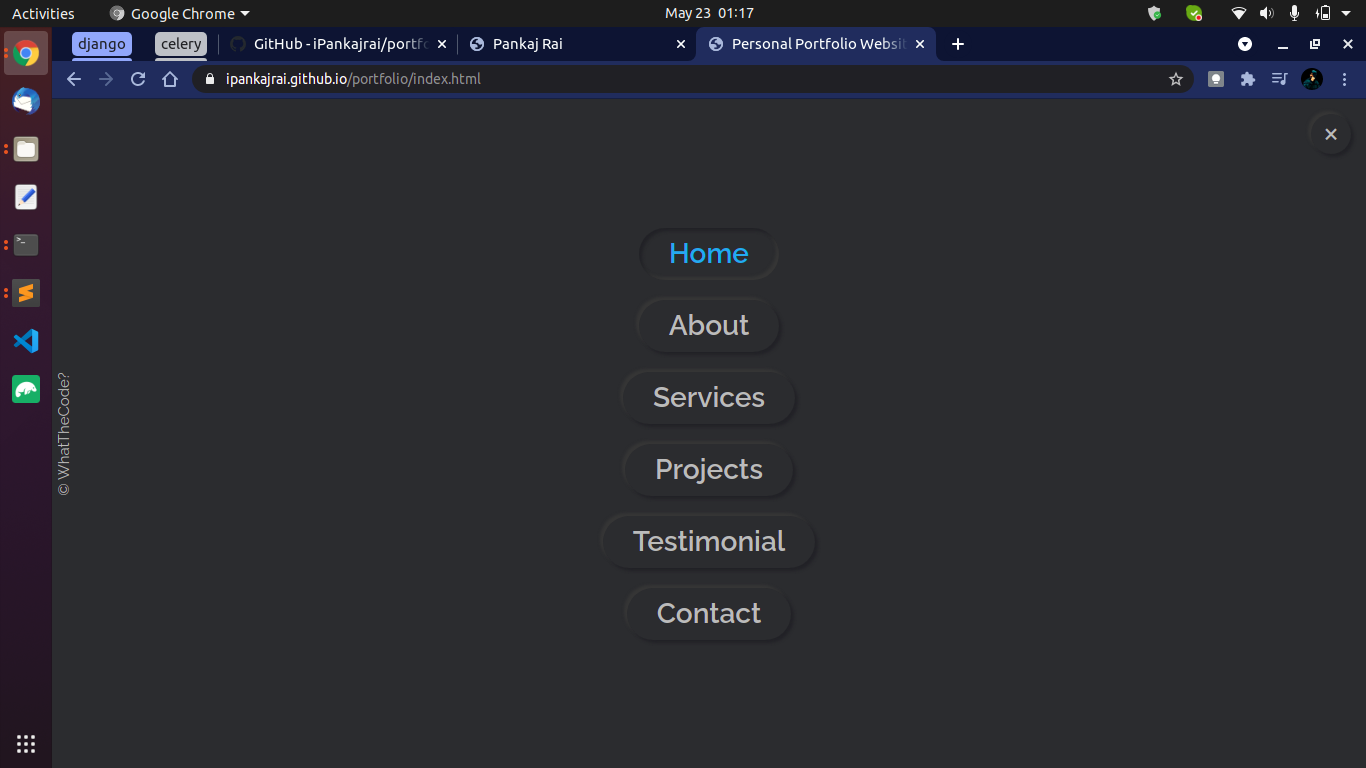 Activities
Google Chrome
May 23 01:17
django
celery
GitHub - iPankajrai/portfo
Pankaj Rai
Personal Portfolio Websit
ipankajrai.github.io/portfolio/index.html
Home
About
Services
Projects
Testimonial
Contact
© WhatTheCode?